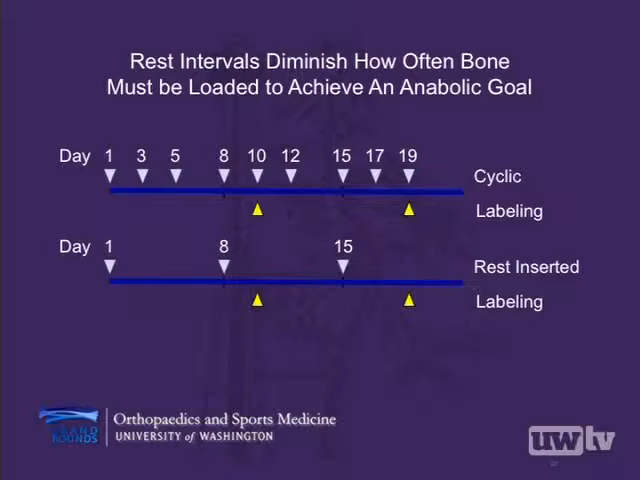 Rest Intervals Diminish How Often Bone
Must be Loaded to Achieve An Anabolic Goal
Day 1 3 5 8 10 12 15 17 19
Cyclic
Labeling
Day 1 8 15
Rest Inserted
Labeling
GRAND
ROUNDS
Orthopaedics and Sports Medicine
UNIVERSITY of WASHINGTON
uwtv